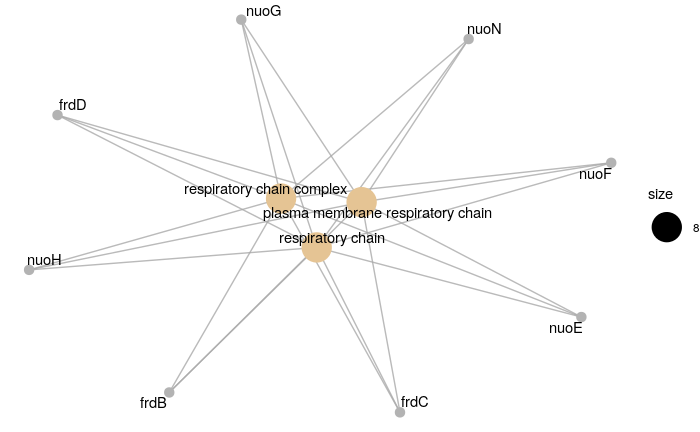 nuoG
nuoN
frdD
nuoF
respiratory chain complex
size
plasma membrane respiratory chain
8
respiratory chain
nuoH
nuoE
frdB
frdC